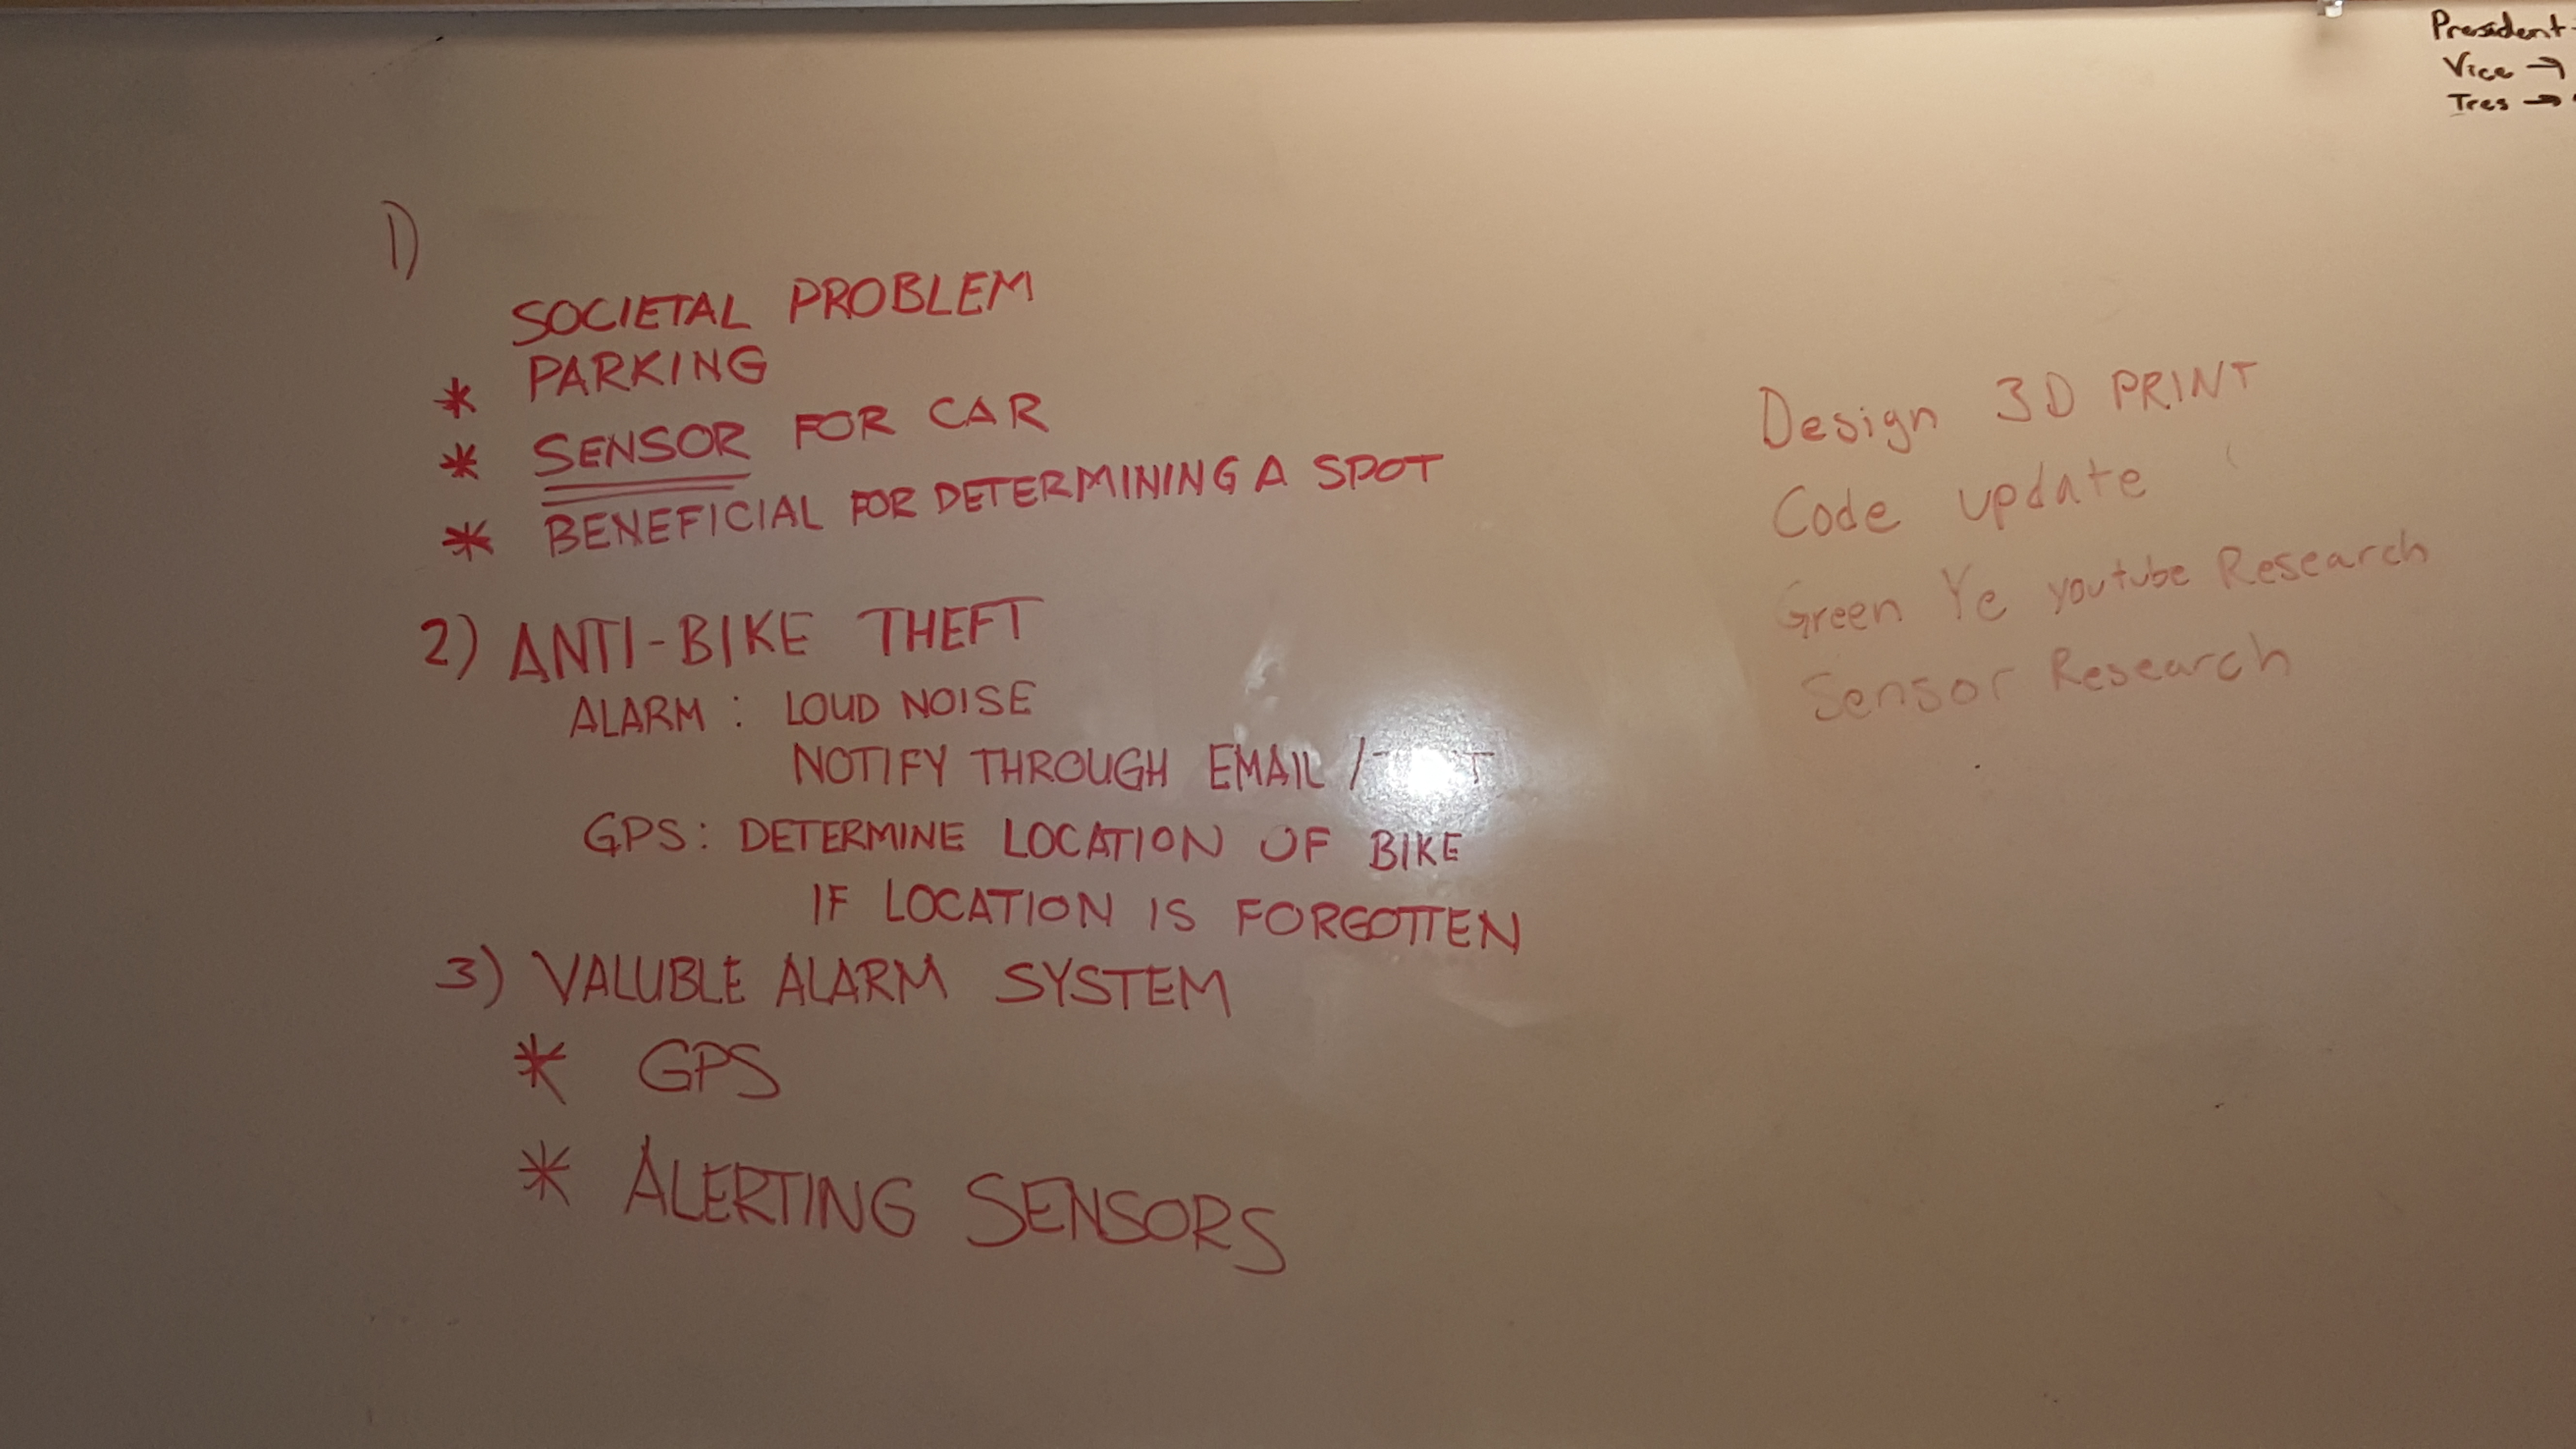 1)
SOCIETAL PROBLEM
* PARKING
* SENSOR FOR CAR
* BENEFICIAL FOR DETERMINING A SPOT
2) ANTI-BIKE THEFT
ALARM : LOUD NOISE
NOTIFY THROUGH EMAIL /
GPS: DETERMINE LOCATION OF BIKE
IF LOCATION IS FORGOTTEN
3) VALUBLE ALARM SYSTEM
* GPS
* ALERTING SENSORS
Design 3D PRINT
Code update
Green Ye youtube Research
Sensor Research
President
Vice →
Tres →